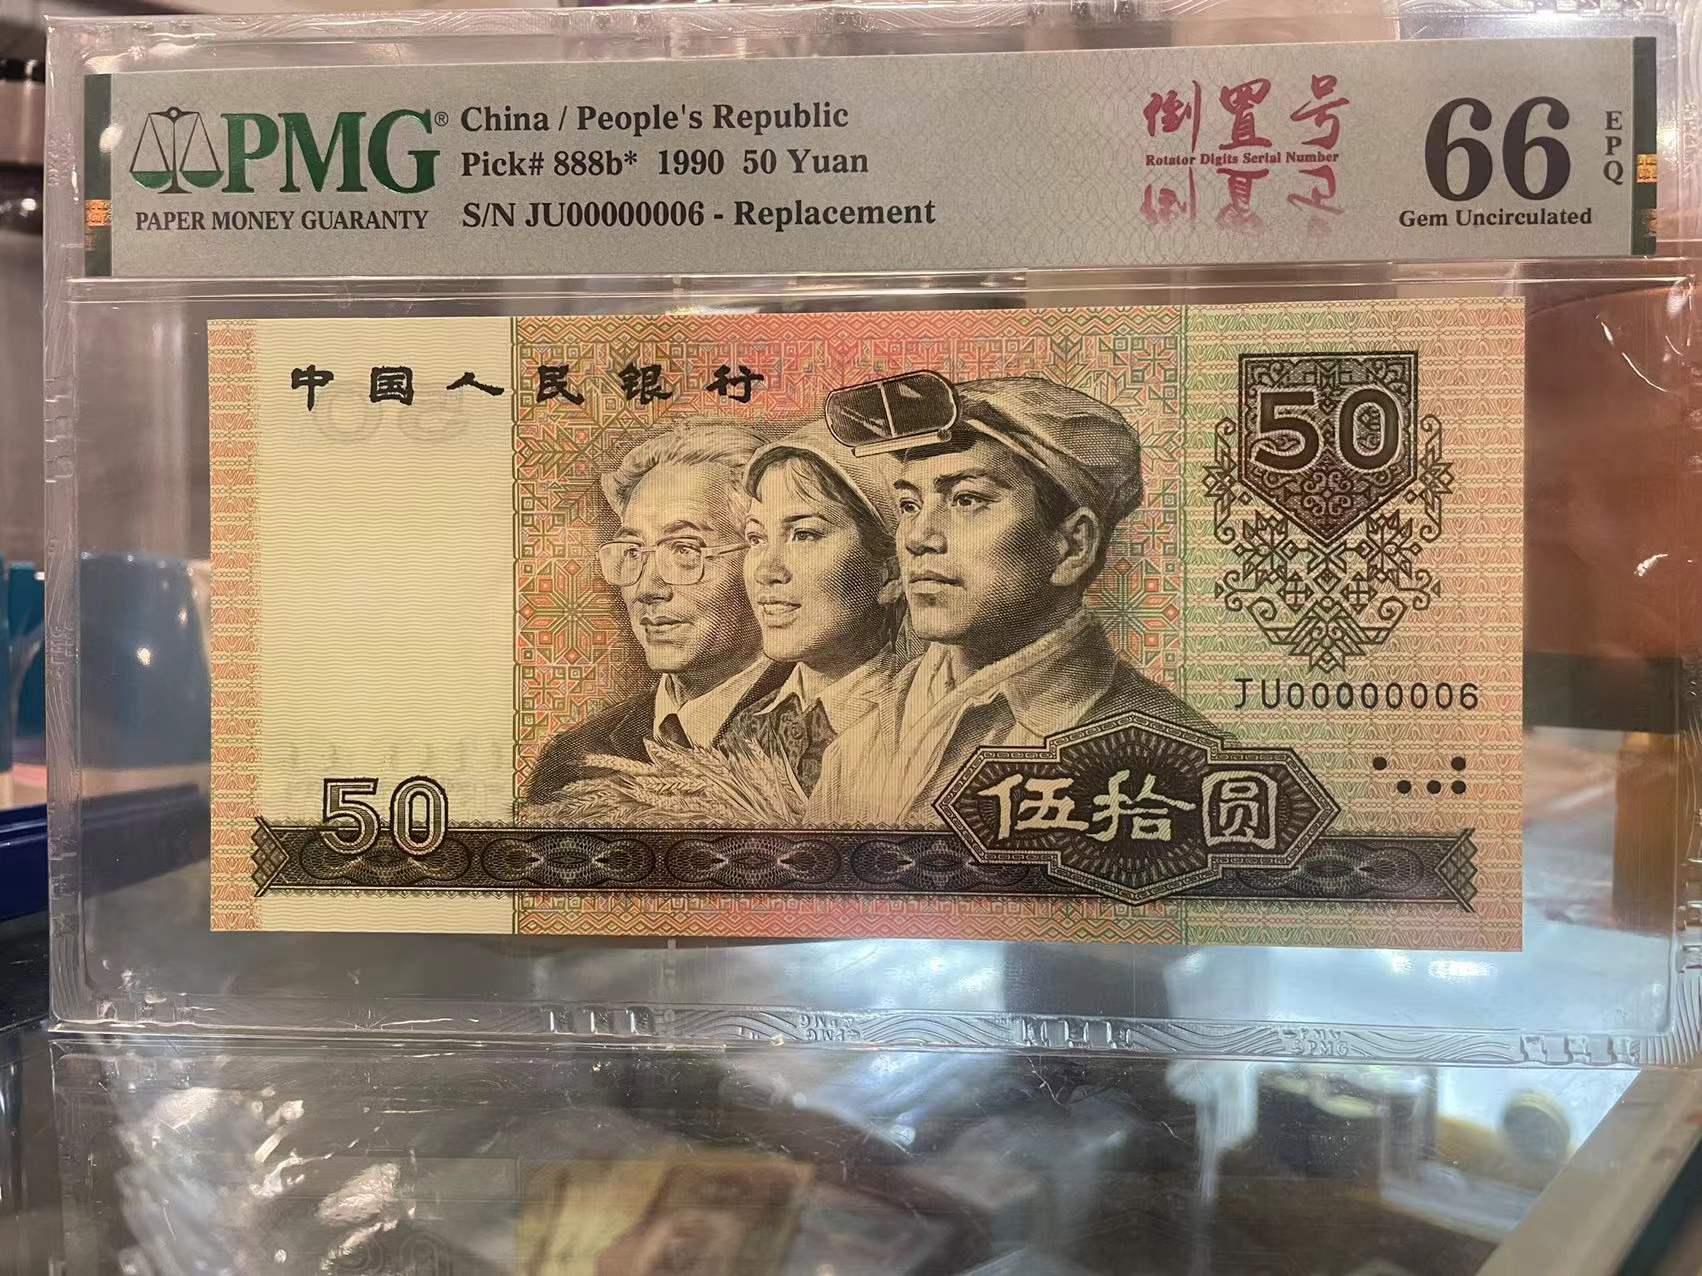 PMG®
PAPER MONEY GUARANTY
China / People's Republic
Pick# 888b* 1990 50 Yuan
S/N JU00000006 - Replacement
倒置号
Rotator Digits Serial Number
66
EPQ
Gem Uncirculated
中国人民银行
50
JU00000006
50
伍拾圆